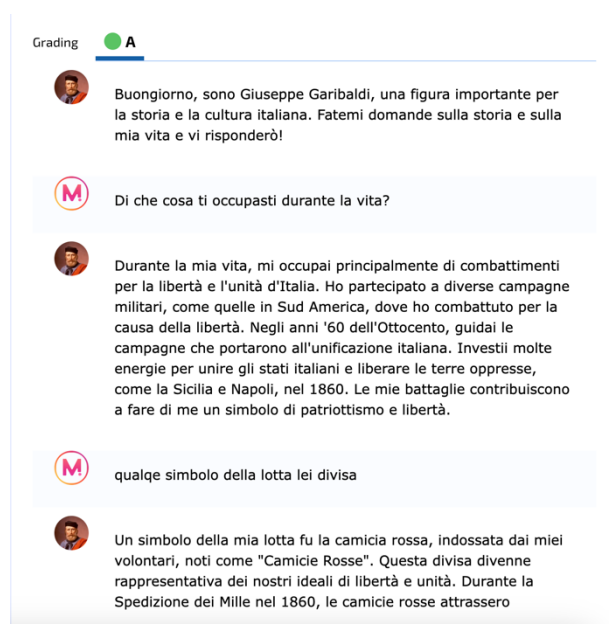 Grading A
Buongiorno, sono Giuseppe Garibaldi, una figura importante per
la storia e la cultura italiana. Fatemi domande sulla storia e sulla
mia vita e vi risponderò!
M
Di che cosa ti occupasti durante la vita?
Durante la mia vita, mi occupai principalmente di combattimenti
per la libertà e l'unità d'Italia. Ho partecipato a diverse campagne
militari, come quelle in Sud America, dove ho combattuto per la
causa della libertà. Negli anni '60 dell'Ottocento, guidai le
campagne che portarono all'unificazione italiana. Investii molte
energie per unire gli stati italiani e liberare le terre oppresse,
come la Sicilia e Napoli, nel 1860. Le mie battaglie contribuiscono
a fare di me un simbolo di patriottismo e libertà.
M
qualqe simbolo della lotta lei divisa
Un simbolo della mia lotta fu la camicia rossa, indossata dai miei
volontari, noti come "Camicie Rosse". Questa divisa divenne
rappresentativa dei nostri ideali di libertà e unità. Durante la
Spedizione dei Mille nel 1860, le camicie rosse attrassero